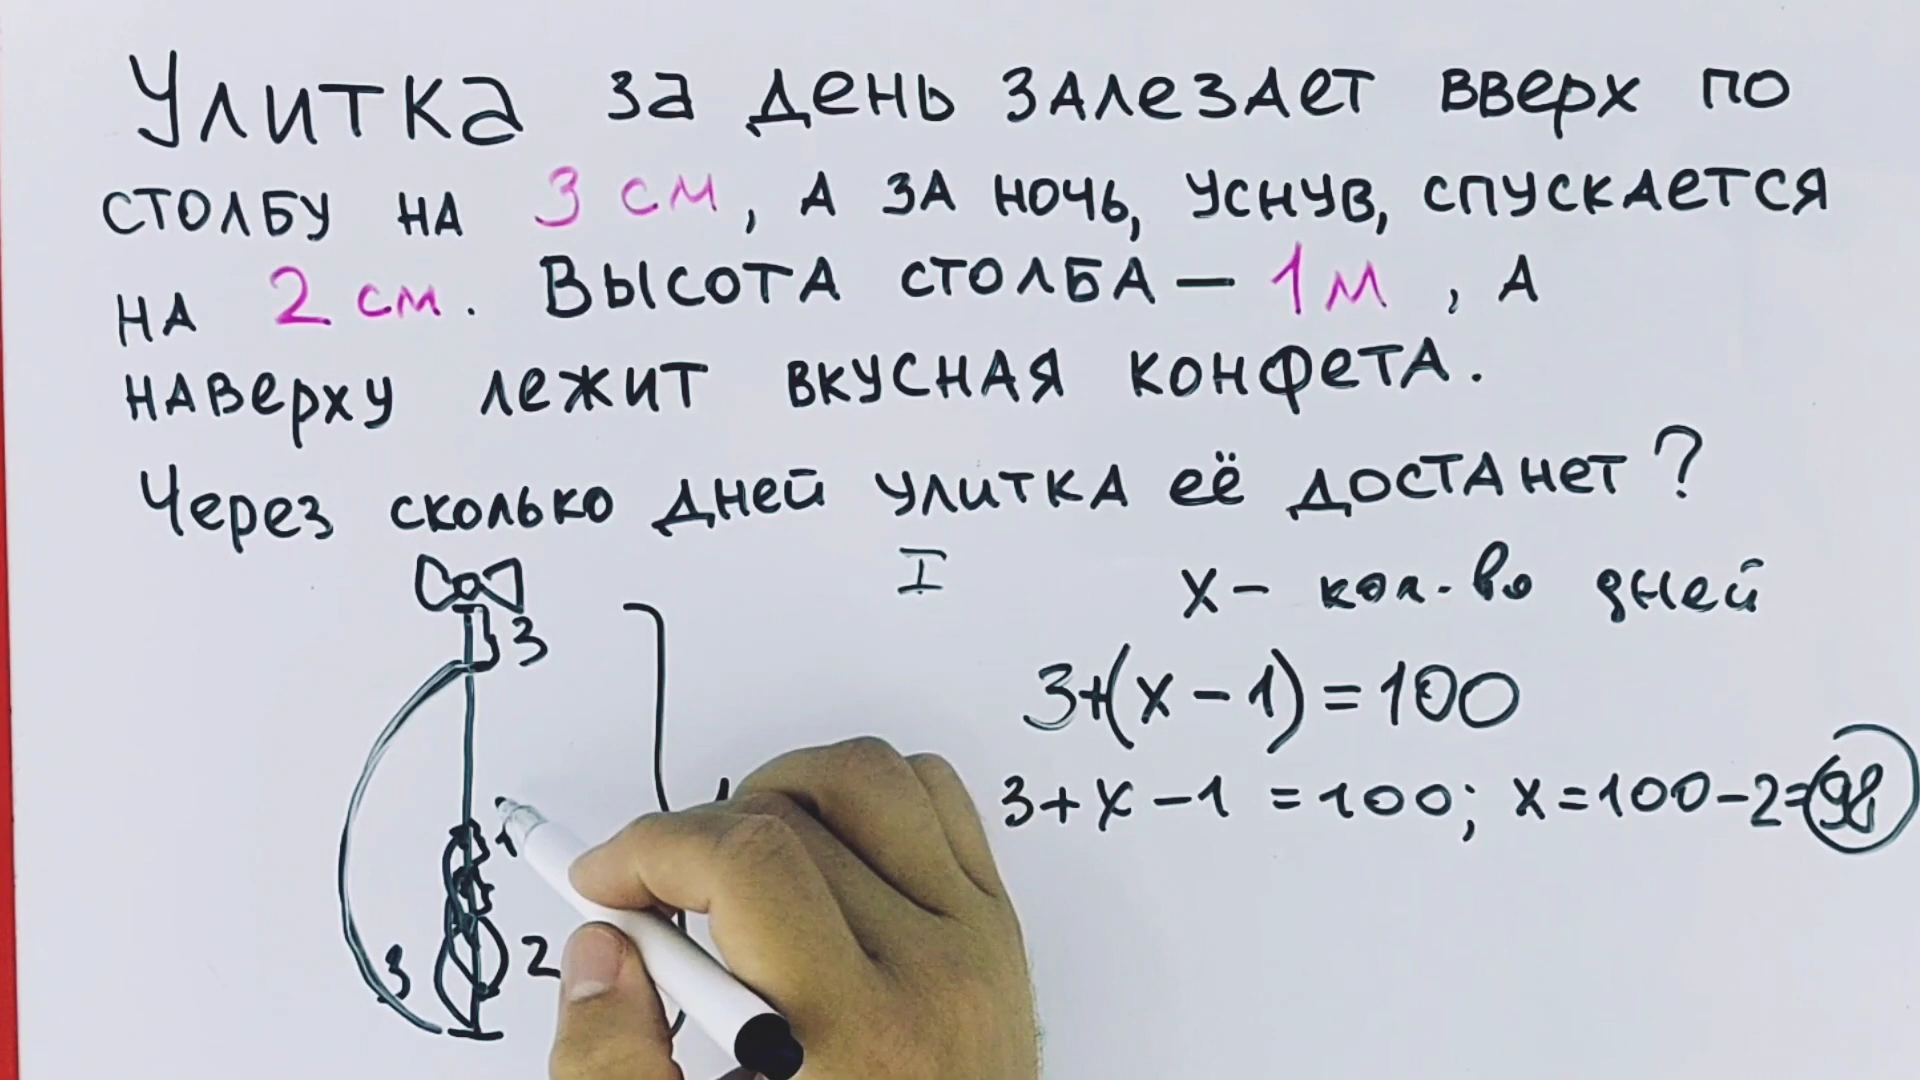 Улитка за день залезает вверх по
столбу на 3 см, а за ночь, уснув, спускается
на 2 см. Высота столба – 1 м, а
наверху лежит вкусная конфета.
Через сколько дней улитка её достанет?
I x – кол-во дней
3
3+(x-1)=100
3+x-1=100; x=100-2=98
1
3 2